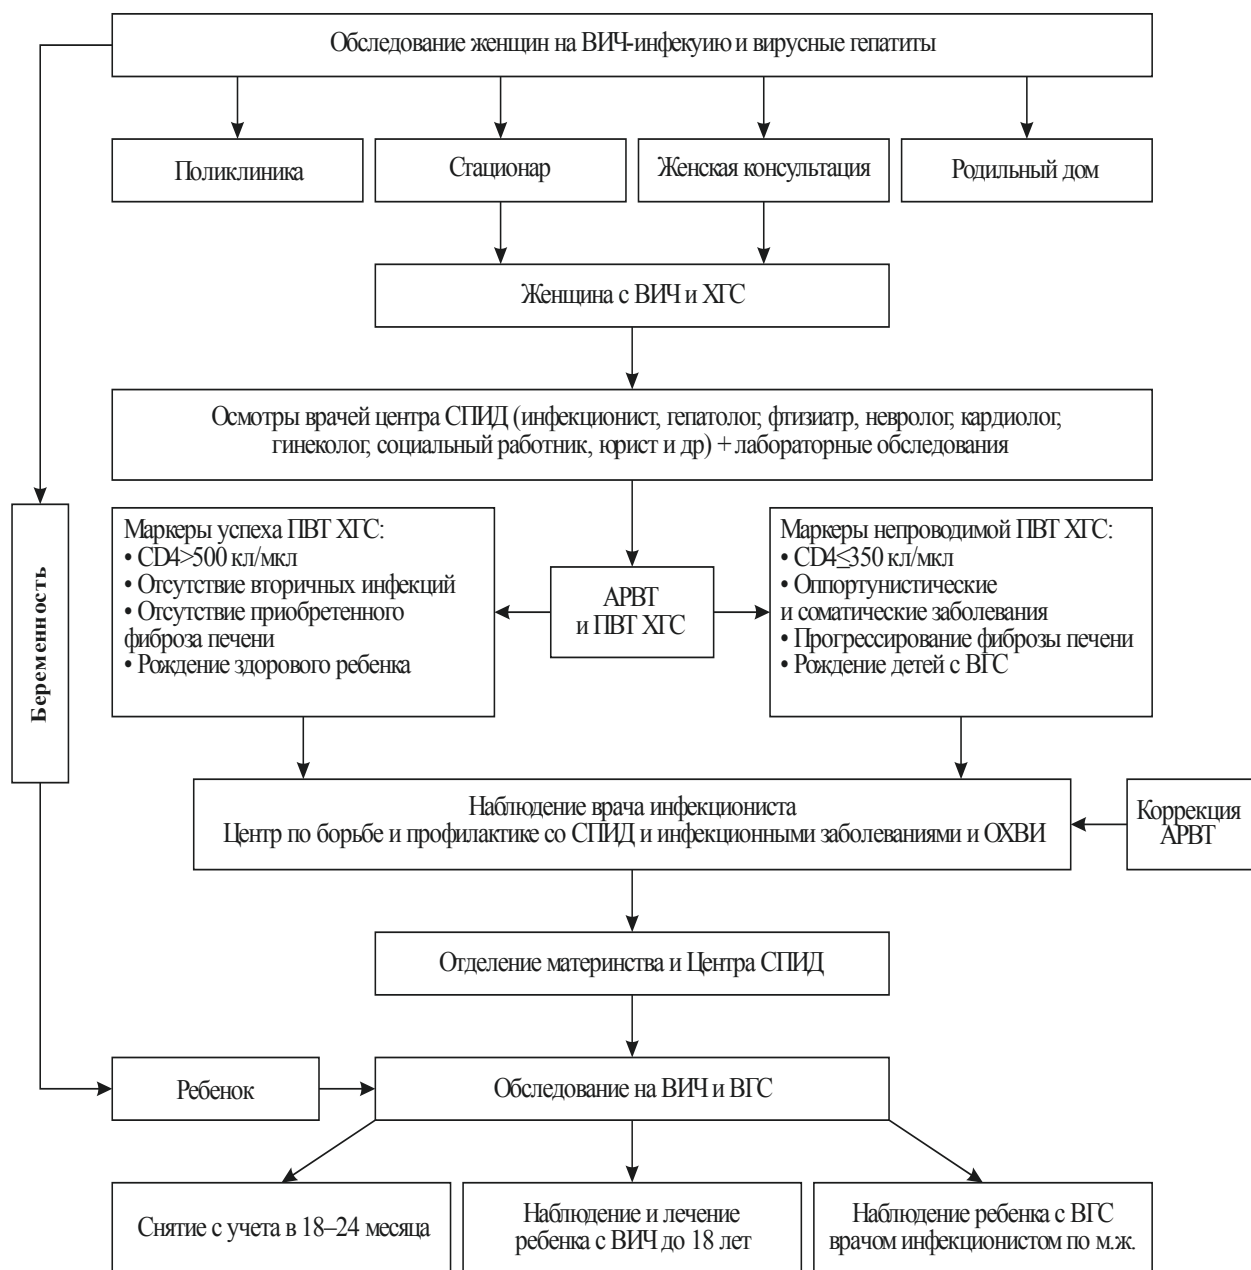 Обследование женщин на ВИЧ-инфекуию и вирусные гепатиты
Поликлиника
Стационар
Женская консультация
Родильный дом
Женщина с ВИЧ и ХГС
Осмотры врачей центра СПИД (инфекционист, гепатолог, фтизиатр, невролог, кардиолог,
гинеколог, социальный работник, юрист и др) + лабораторные обследования
Беременность
Маркеры успеха ПВТ ХГС:
• CD4>500 кл/мкл
• Отсутствие вторичных инфекций
• Отсутствие приобретенного
фиброза печени
• Рождение здорового ребенка
АРВТ
и ПВТ ХГС
Маркеры непроводимой ПВТ ХГС:
• CD4≤350 кл/мкл
• Оппортунистические
и соматические заболевания
• Прогрессирование фиброзы печени
• Рождение детей с ВГС
Наблюдение врача инфекциониста
Центр по борьбе и профилактике со СПИД и инфекционными заболеваниями и ОХВИ
Коррекция
АРВТ
Отделение материнства и Центра СПИД
Ребенок
Обследование на ВИЧ и ВГС
Снятие с учета в 18–24 месяца
Наблюдение и лечение
ребенка с ВИЧ до 18 лет
Наблюдение ребенка с ВГС
врачом инфекционистом по м.ж.